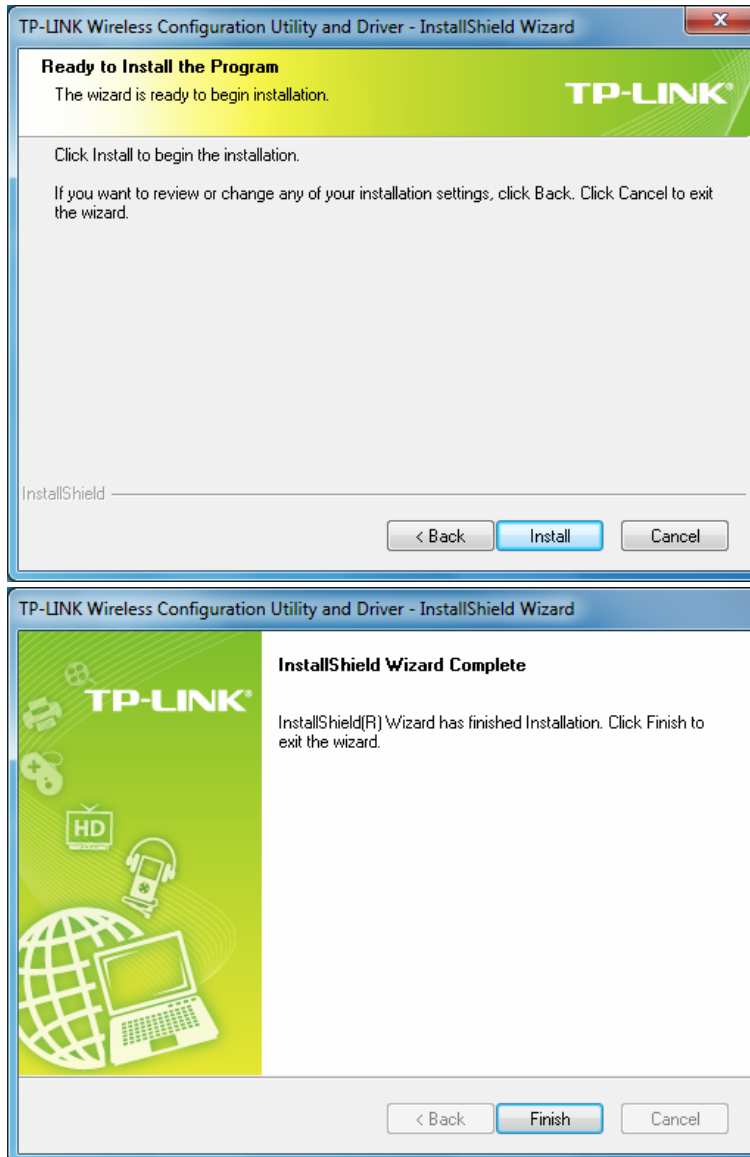 TP-LINK Wireless Configuration Utility and Driver - InstallShield Wizard
Ready to Install the Program
The wizard is ready to begin installation.
TP-LINK®
Click Install to begin the installation.
If you want to review or change any of your installation settings, click Back. Click Cancel to exit
the wizard.
InstallShield
< Back
Install
Cancel
TP-LINK Wireless Configuration Utility and Driver - InstallShield Wizard
TP-LINK®
HD
InstallShield Wizard Complete
InstallShield(R) Wizard has finished Installation. Click Finish to
exit the wizard.
< Back
Finish
Cancel